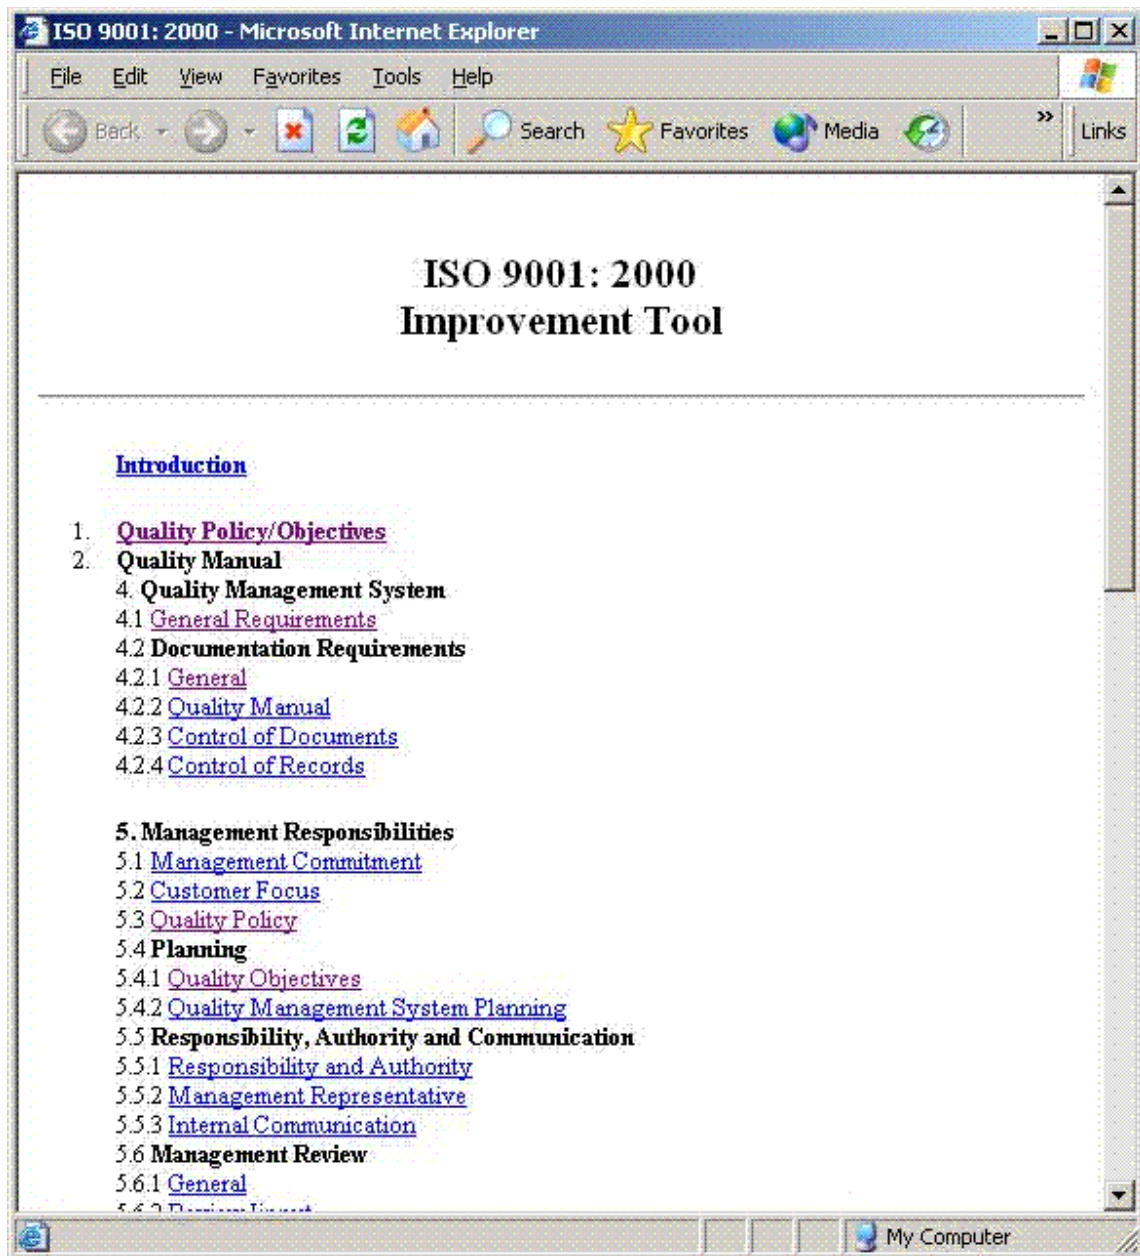 ISO 9001: 2000 - Microsoft Internet Explorer
File Edit View Favorites Tools Help
Back Search Favorites Media » Links
ISO 9001: 2000
Improvement Tool
Introduction
1. Quality Policy/Objectives
2. Quality Manual
4. Quality Management System
4.1 General Requirements
4.2 Documentation Requirements
4.2.1 General
4.2.2 Quality Manual
4.2.3 Control of Documents
4.2.4 Control of Records
5. Management Responsibilities
5.1 Management Commitment
5.2 Customer Focus
5.3 Quality Policy
5.4 Planning
5.4.1 Quality Objectives
5.4.2 Quality Management System Planning
5.5 Responsibility, Authority and Communication
5.5.1 Responsibility and Authority
5.5.2 Management Representative
5.5.3 Internal Communication
5.6 Management Review
5.6.1 General
My Computer